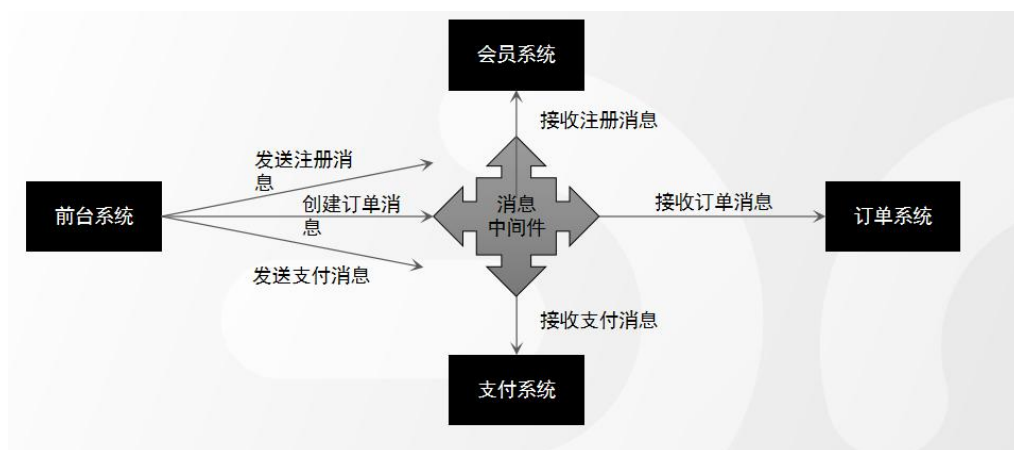 会员系统
接收注册消息
发送注册消
息
前台系统
创建订单消
息
消息
中间件
接收订单消息
订单系统
发送支付消息
接收支付消息
支付系统